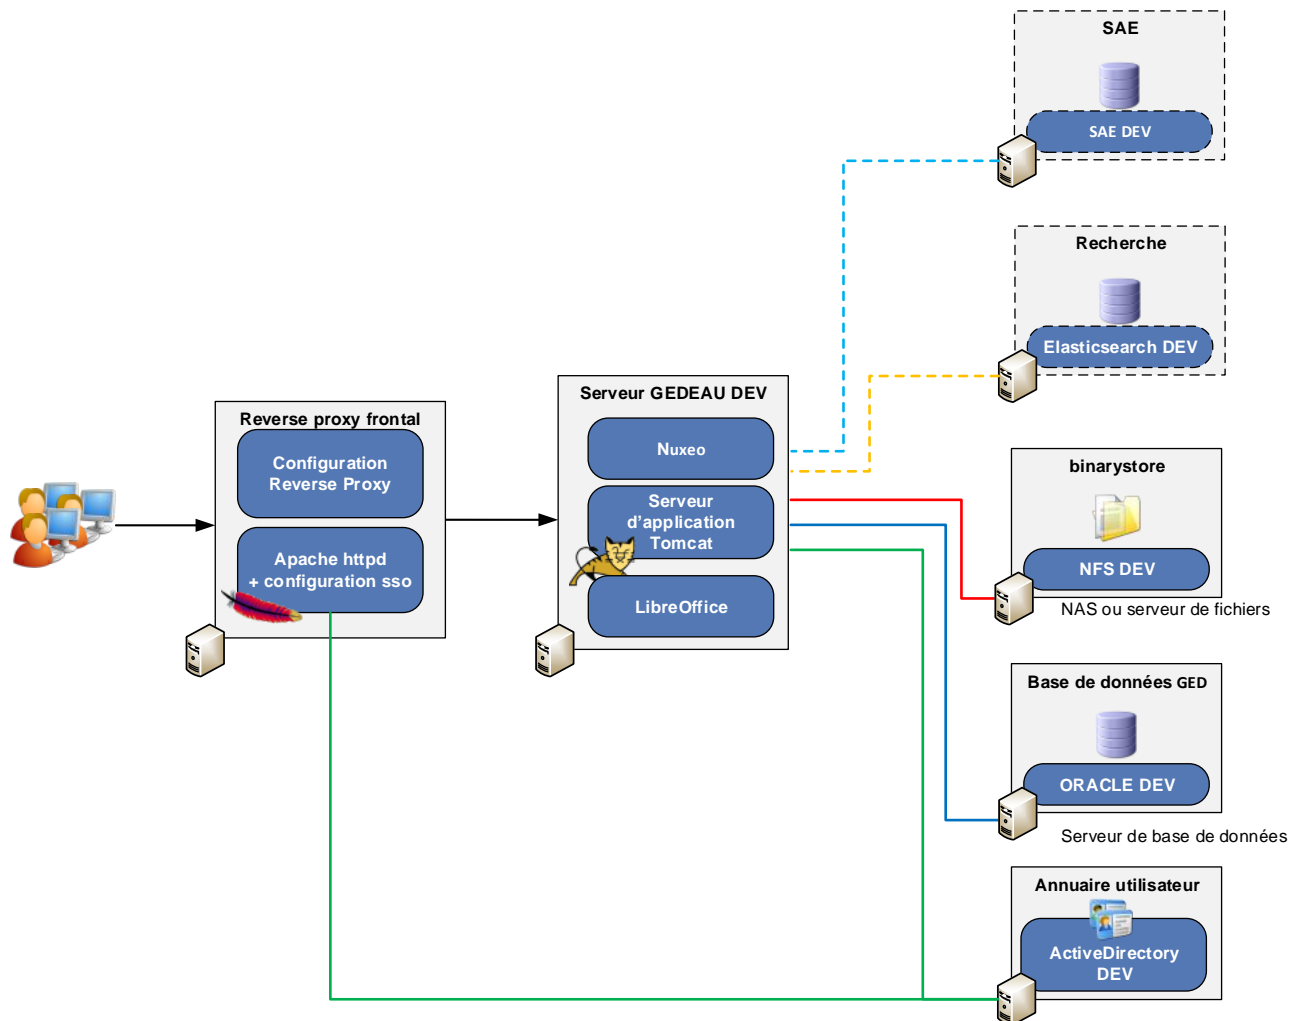 SAE
SAE DEV
Recherche
Elasticsearch DEV
Serveur GEDEAU DEV
Nuxeo
Serveur
d'application
Tomcat
LibreOffice
Reverse proxy frontal
Configuration
Reverse Proxy
Apache httpd
+ configuration sso
binarystore
NFS DEV
NAS ou serveur de fichiers
Base de données GED
ORACLE DEV
Serveur de base de données
Annuaire utilisateur
ActiveDirectory
DEV